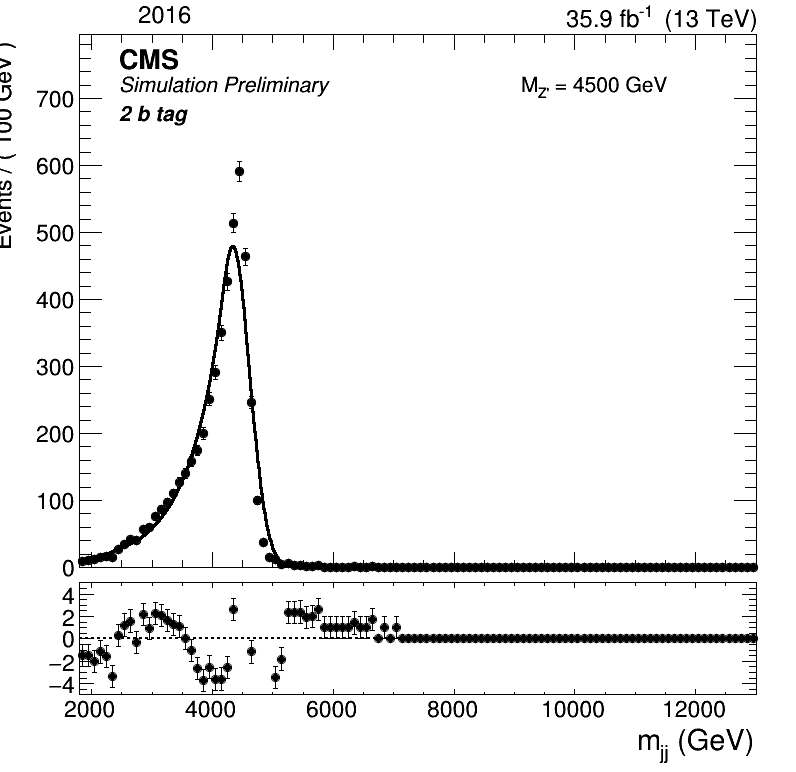 2016 35.9 fb⁻¹ (13 TeV)
CMS
Simulation Preliminary
M_Z' = 4500 GeV
2 b tag
Events / ( 100 GeV )
700
600
500
400
300
200
100
0
4
2
0
−2
−4
2000 4000 6000 8000 10000 12000
m_jj (GeV)